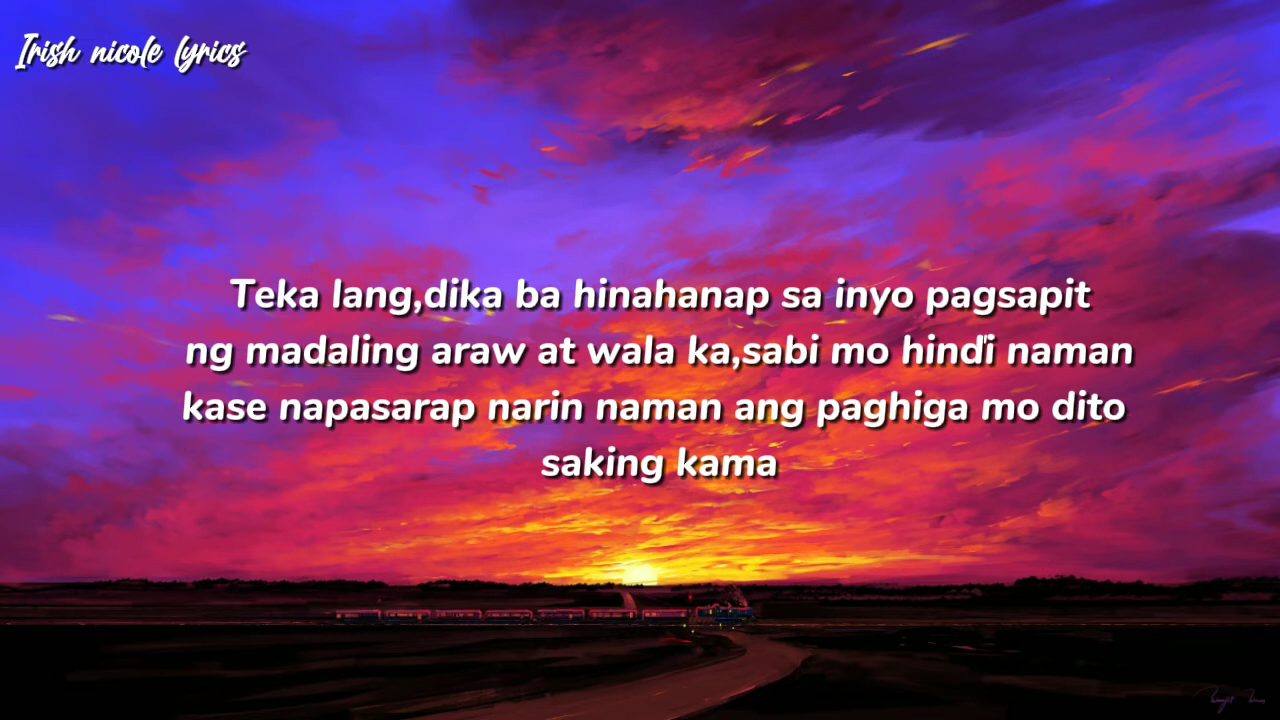 Irish nicole lyrics
Teka lang,dika ba hinahanap sa inyo pagsapit
ng madaling araw at wala ka,sabi mo hindi naman
kase napasarap narin naman ang paghiga mo dito
saking kama